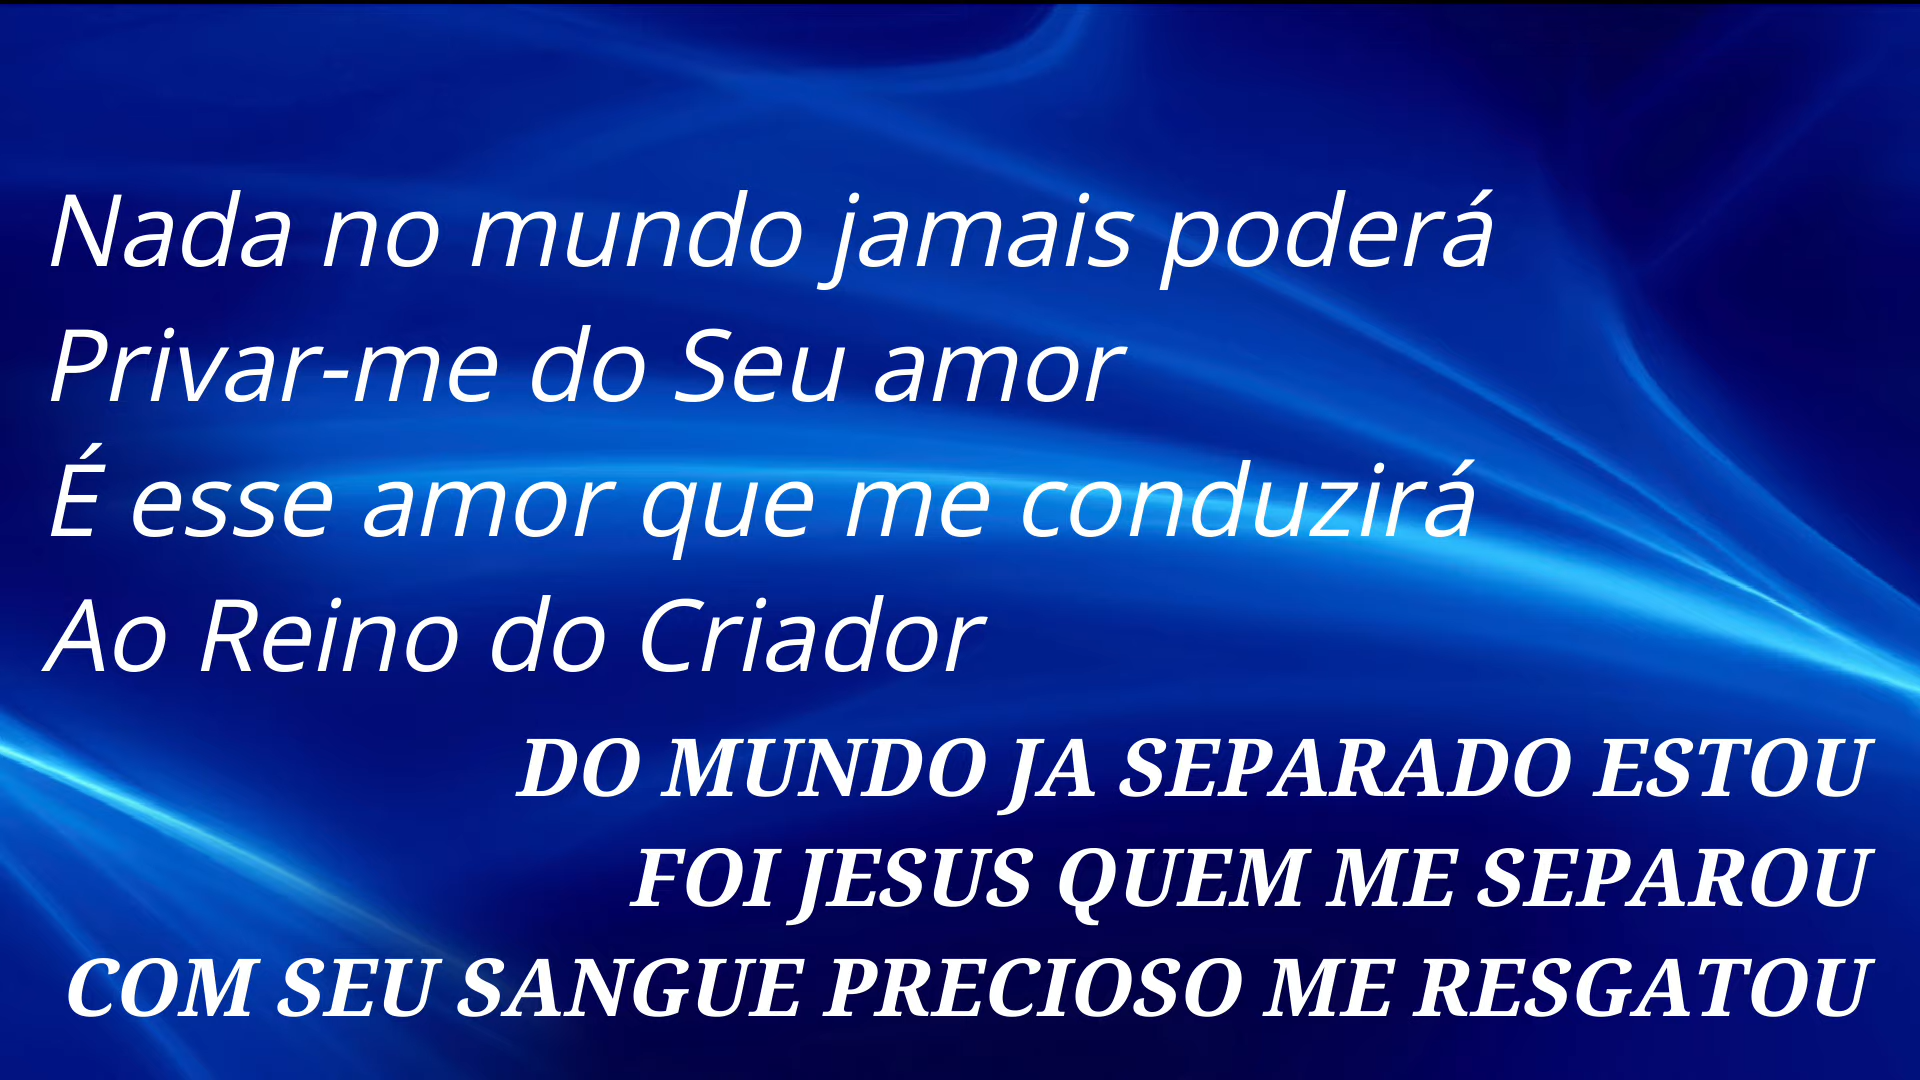 Nada no mundo jamais poderá
Privar-me do Seu amor
É esse amor que me conduzirá
Ao Reino do Criador
DO MUNDO JA SEPARADO ESTOU
FOI JESUS QUEM ME SEPAROU
COM SEU SANGUE PRECIOSO ME RESGATOU